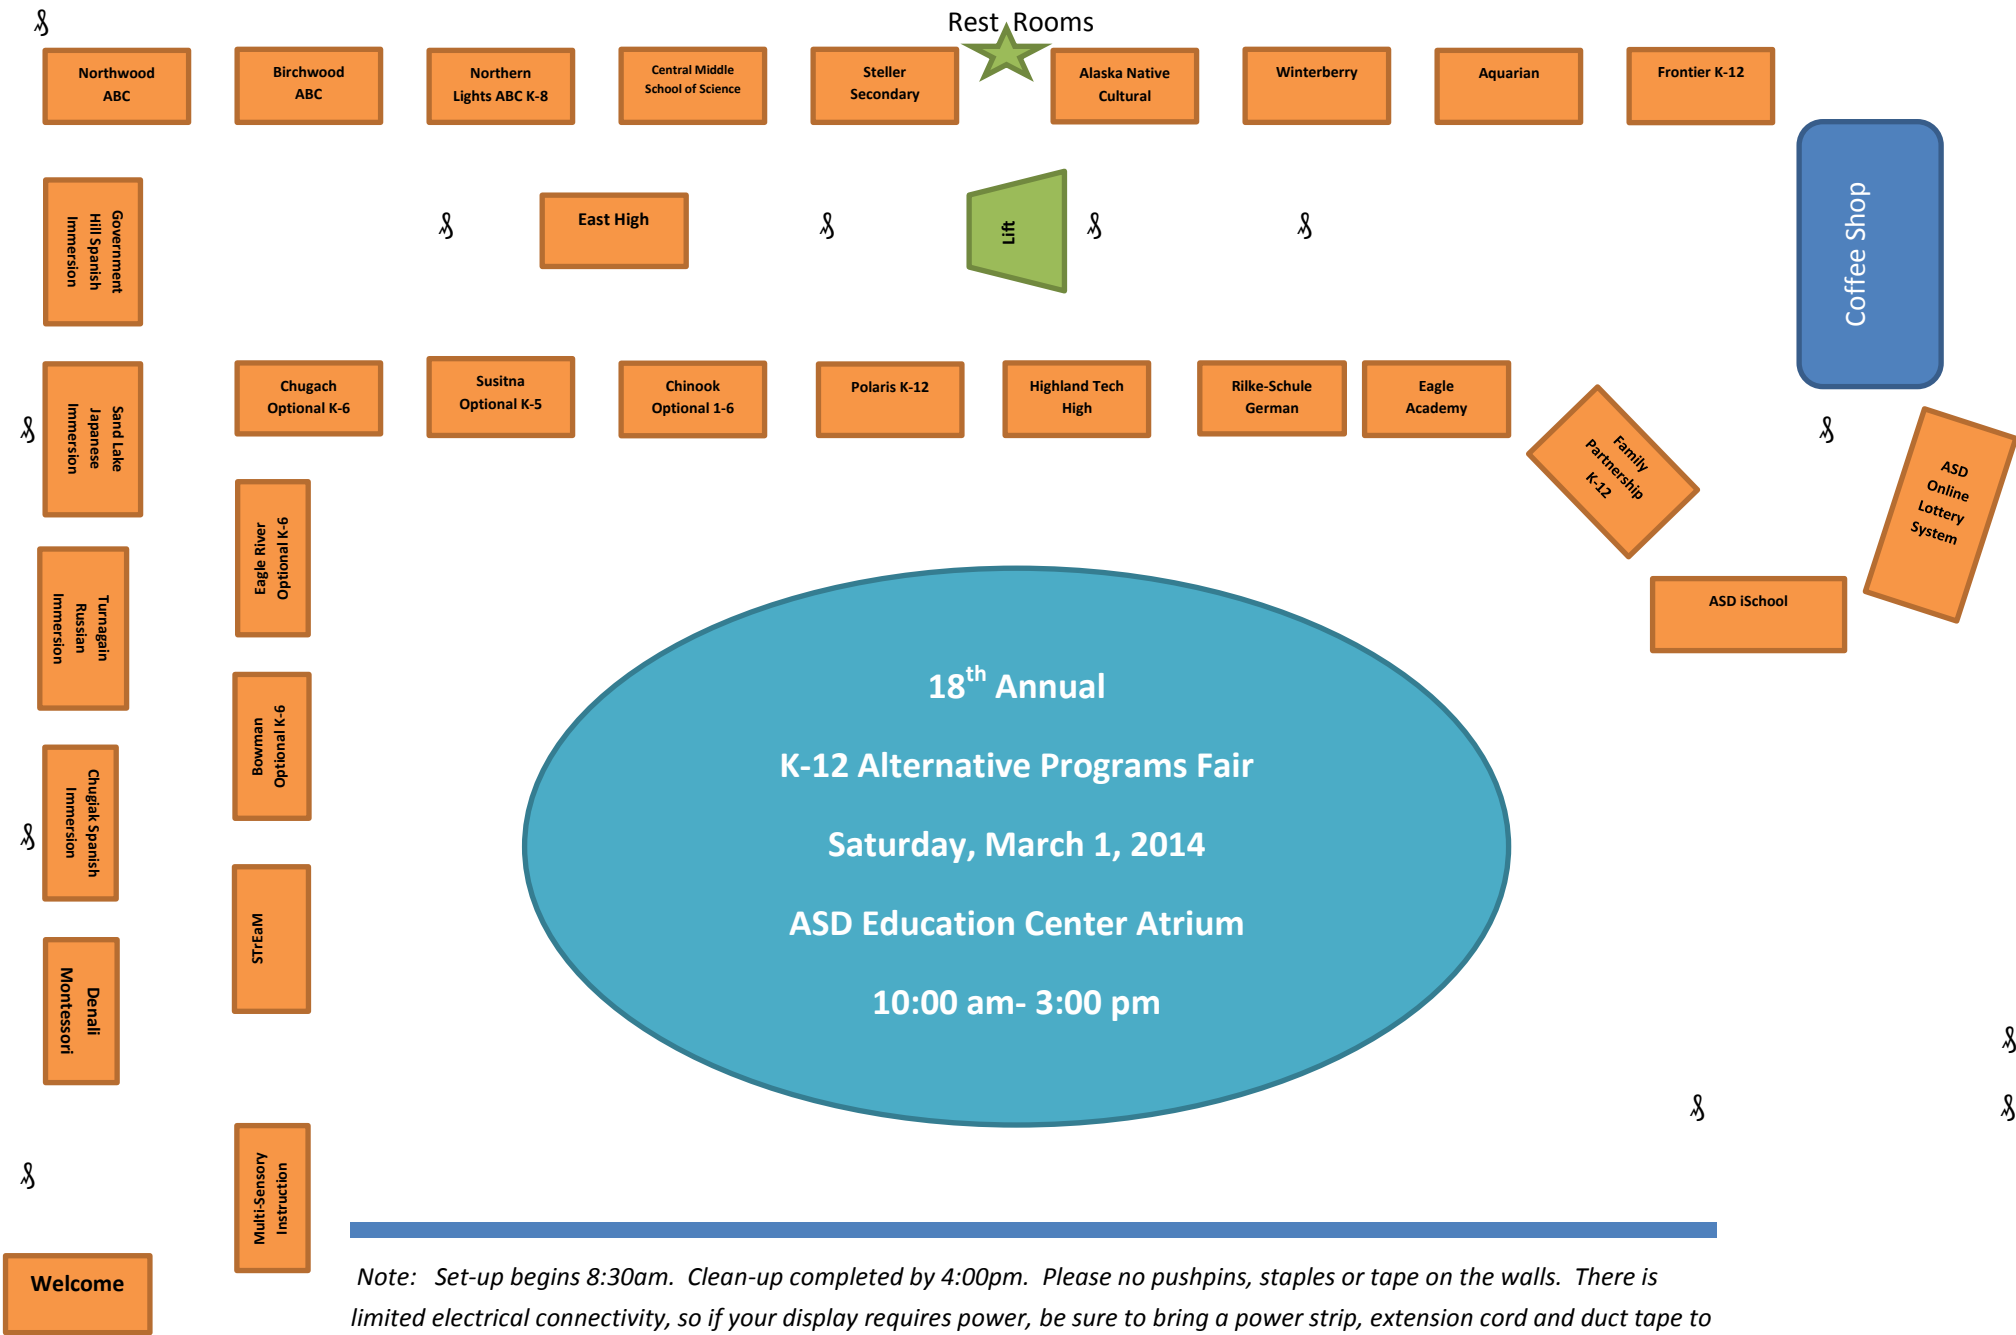 Rest Rooms
Northwood
ABC
Birchwood
ABC
Northern
Lights ABC K-8
Central Middle
School of Science
Steller
Secondary
Alaska Native
Cultural
Winterberry
Aquarian
Frontier K-12
Government
Hill Spanish
Immersion
East High
Lift
Coffee Shop
Sand Lake
Japanese
Immersion
Chugach
Optional K-6
Susitna
Optional K-5
Chinook
Optional 1-6
Polaris K-12
Highland Tech
High
Rilke-Schule
German
Eagle
Academy
Family
Partnership
K-12
ASD
Online
Lottery
System
Eagle River
Optional K-6
Turnagain
Russian
Immersion
ASD iSchool
Bowman
Optional K-6
Chugiak Spanish
Immersion
STrEaM
Denali
Montessori
Multi-Sensory
Instruction
Welcome
18th Annual
K-12 Alternative Programs Fair
Saturday, March 1, 2014
ASD Education Center Atrium
10:00 am- 3:00 pm
Note: Set-up begins 8:30am. Clean-up completed by 4:00pm. Please no pushpins, staples or tape on the walls. There is
limited electrical connectivity, so if your display requires power, be sure to bring a power strip, extension cord and duct tape to